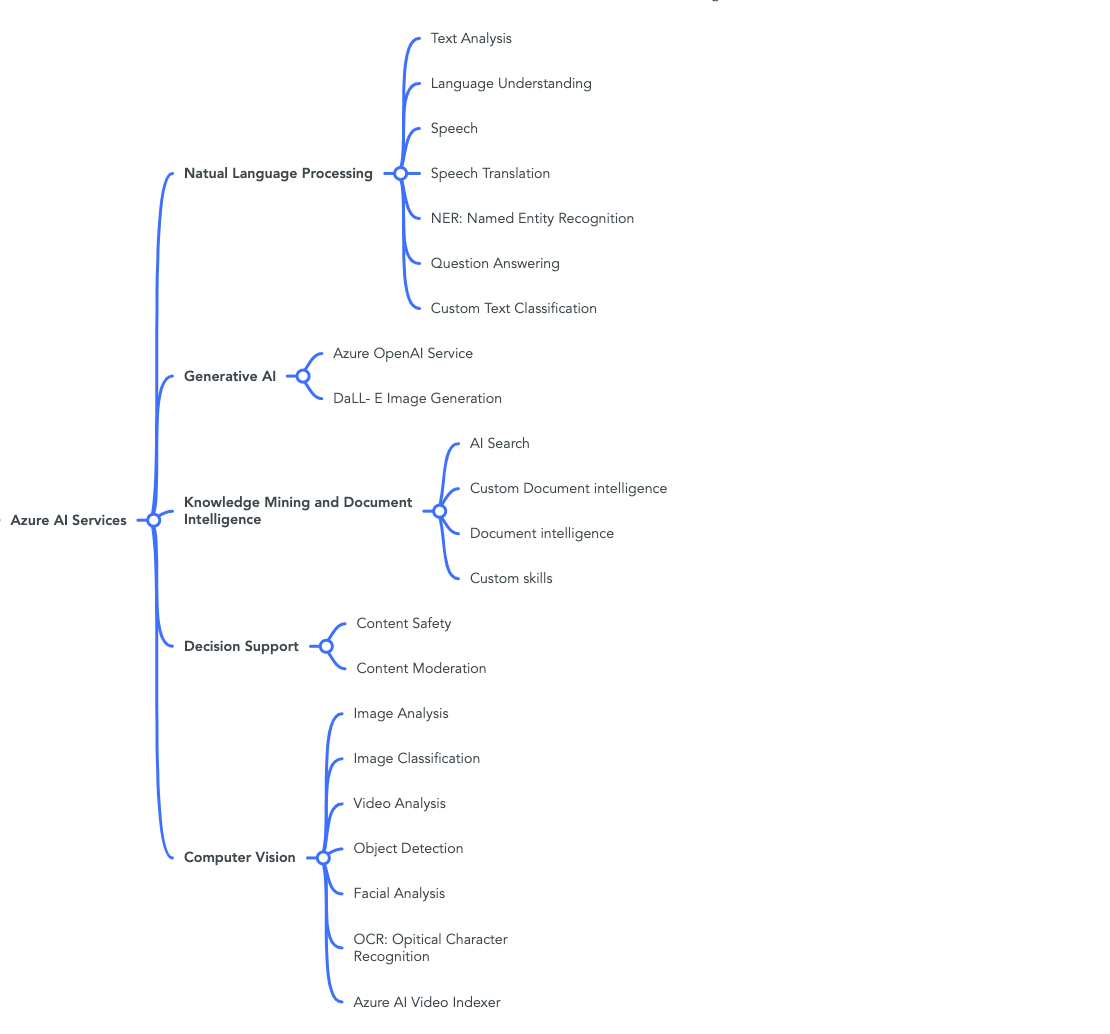 Text Analysis
Language Understanding
Speech
Natual Language Processing
Speech Translation
NER: Named Entity Recognition
Question Answering
Custom Text Classification
Azure OpenAI Service
Generative AI
DaLL- E Image Generation
AI Search
Custom Document intelligence
Knowledge Mining and Document
Intelligence
Azure AI Services
Document intelligence
Custom skills
Content Safety
Decision Support
Content Moderation
Image Analysis
Image Classification
Video Analysis
Object Detection
Computer Vision
Facial Analysis
OCR: Opitical Character
Recognition
Azure AI Video Indexer